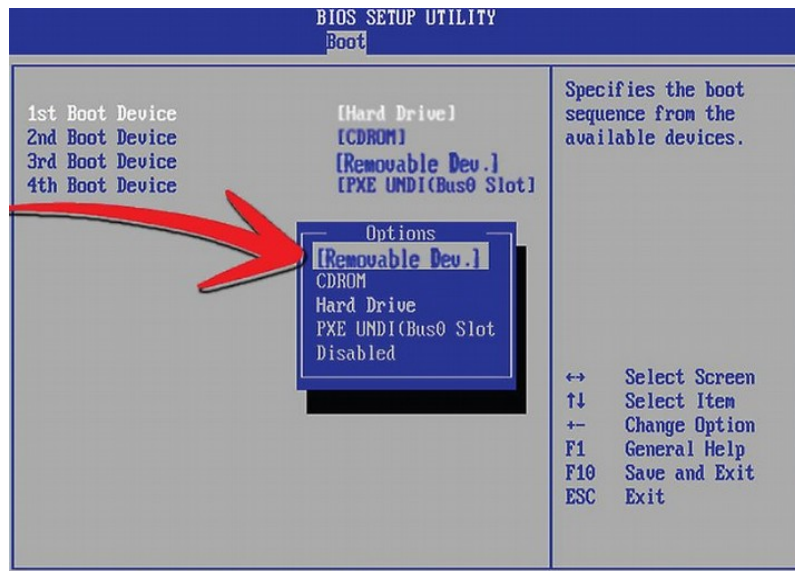 BIOS SETUP UTILITY
Boot
1st Boot Device [Hard Drive]
2nd Boot Device [CDROM]
3rd Boot Device [Removable Dev.]
4th Boot Device [PXE UNDI(Bus0 Slot]
Options
[Removable Dev.]
CDROM
Hard Drive
PXE UNDI(Bus0 Slot
Disabled
Specifies the boot
sequence from the
available devices.
↔ Select Screen
↑↓ Select Item
+- Change Option
F1 General Help
F10 Save and Exit
ESC Exit